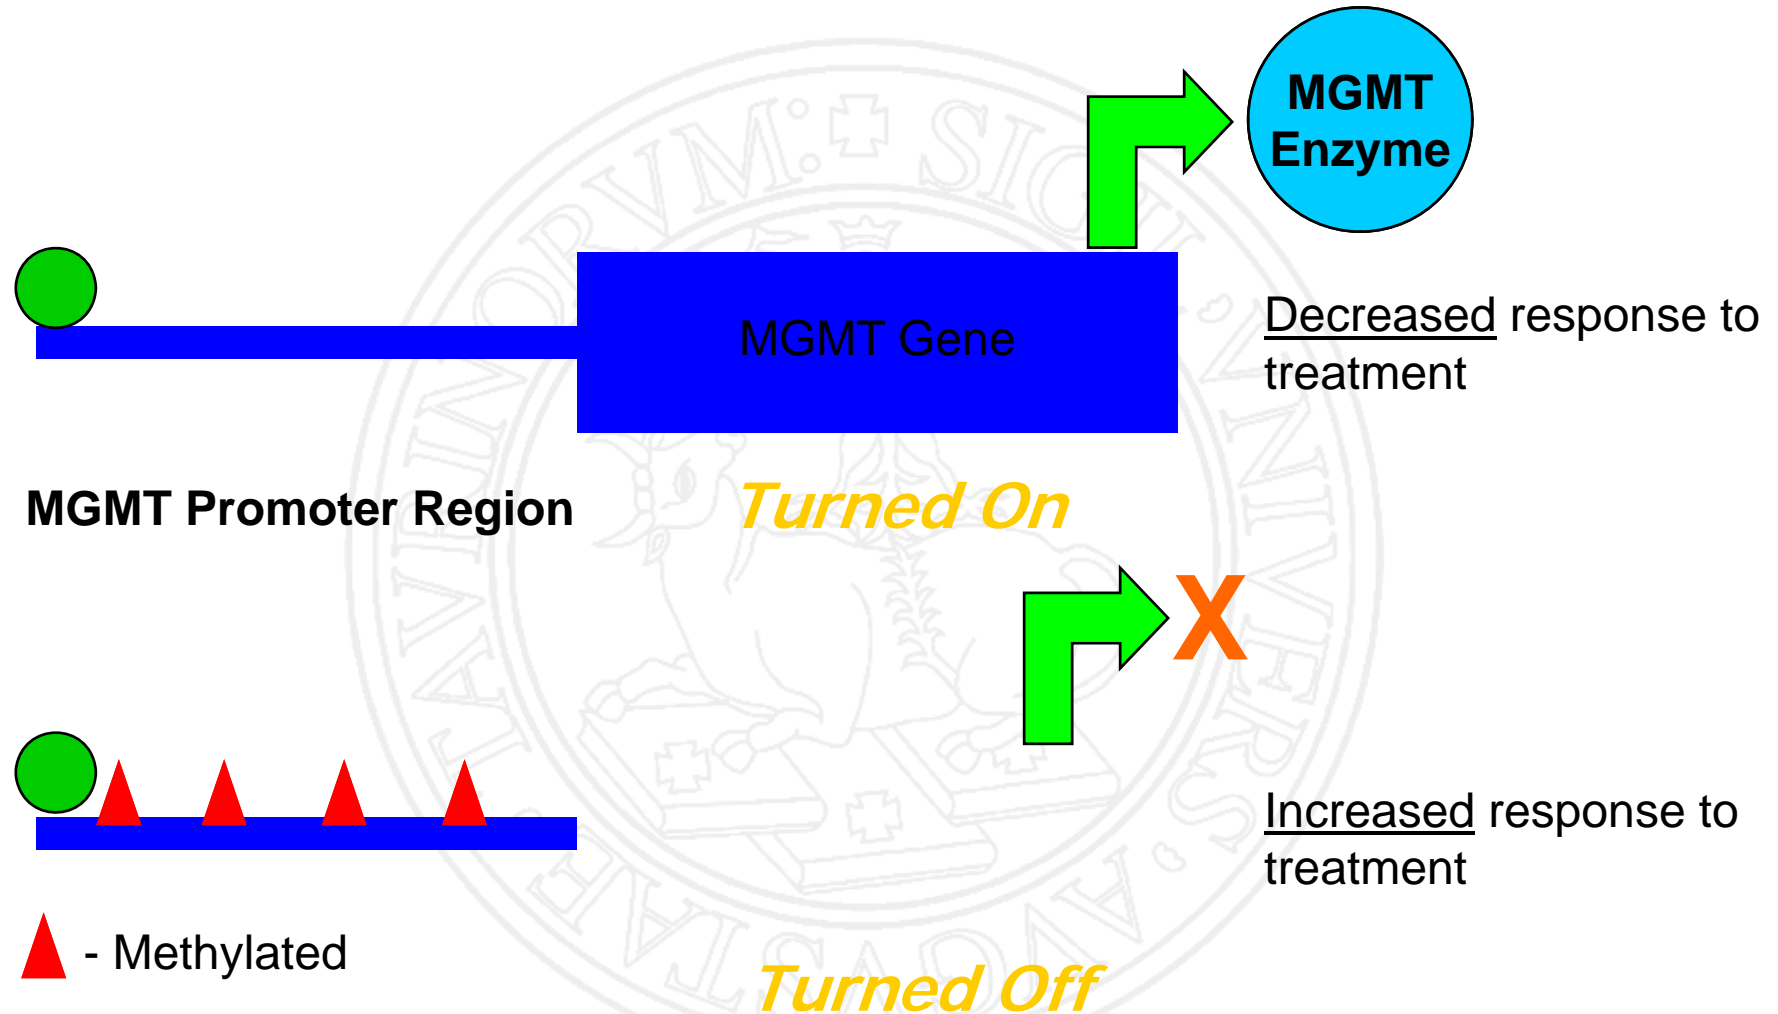 MGMT
Enzyme
MGMT Gene
Decreased response to
treatment
MGMT Promoter Region
Turned On
X
Increased response to
treatment
- Methylated
Turned Off